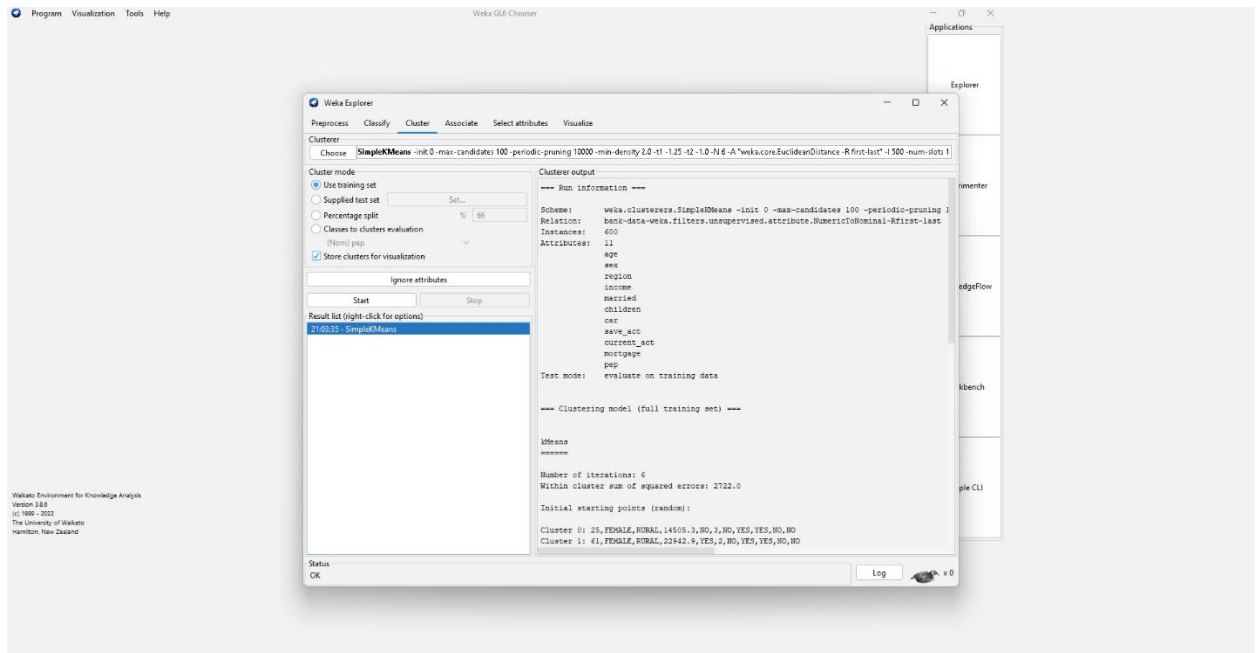 Program Visualization Tools Help
Weka GUI Chooser
Applications
Explorer
rimenter
edgeFlow
kbench
ple CLI
Waikato Environment for Knowledge Analysis
Version 3.8.6
(c) 1999 - 2022
The University of Waikato
Hamilton, New Zealand
Weka Explorer
Preprocess Classify Cluster Associate Select attributes Visualize
Clusterer
Choose SimpleKMeans -init 0 -max-candidates 100 -periodic-pruning 10000 -min-density 2.0 -t1 -1.25 -t2 -1.0 -N 6 -A "weka.core.EuclideanDistance -R first-last" -I 500 -num-slots 1
Cluster mode
Use training set
Supplied test set Set...
Percentage split % 66
Classes to clusters evaluation
(Nom) pep
Store clusters for visualization
Ignore attributes
Start Stop
Result list (right-click for options)
21:03:35 - SimpleKMeans
Clusterer output
=== Run information ===
Scheme: weka.clusterers.SimpleKMeans -init 0 -max-candidates 100 -periodic-pruning 1
Relation: bank-data-weka.filters.unsupervised.attribute.NumericToNominal-Rfirst-last
Instances: 600
Attributes: 11
age
sex
region
income
married
children
car
save_act
current_act
mortgage
pep
Test mode: evaluate on training data
=== Clustering model (full training set) ===
kMeans
======
Number of iterations: 6
Within cluster sum of squared errors: 2722.0
Initial starting points (random):
Cluster 0: 25,FEMALE,RURAL,14505.3,NO,3,NO,YES,YES,NO,NO
Cluster 1: 61,FEMALE,RURAL,22942.9,YES,2,NO,YES,YES,NO,NO
Status
OK
Log x 0